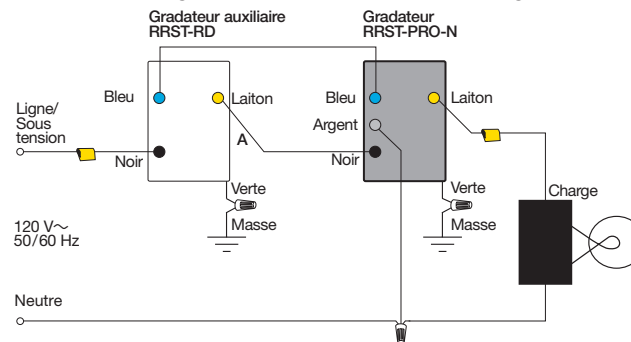 Gradateur auxiliaire
RRST-RD
Gradateur
RRST-PRO-N
Bleu
Laiton
Bleu
Laiton
Ligne/
Sous
tension
Argent
A
Noir
Noir
Verte
Verte
Charge
Masse
Masse
120 V~
50/60 Hz
Neutre